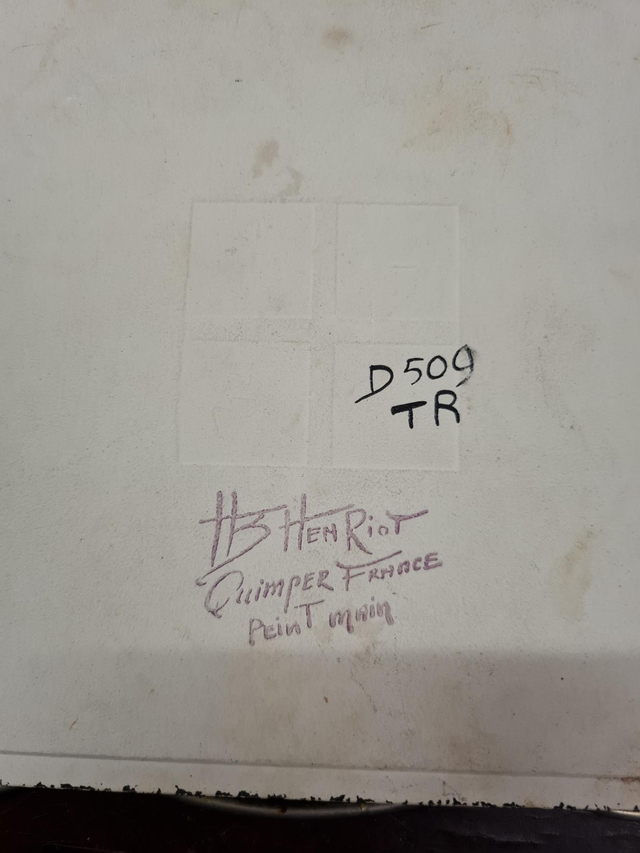 D509
TR
HB HENRIOT
QUIMPER FRANCE
PEINT MAIN